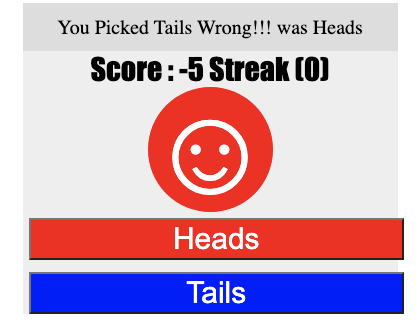 You Picked Tails Wrong!!! was Heads
Score : -5 Streak (0)
Heads
Tails